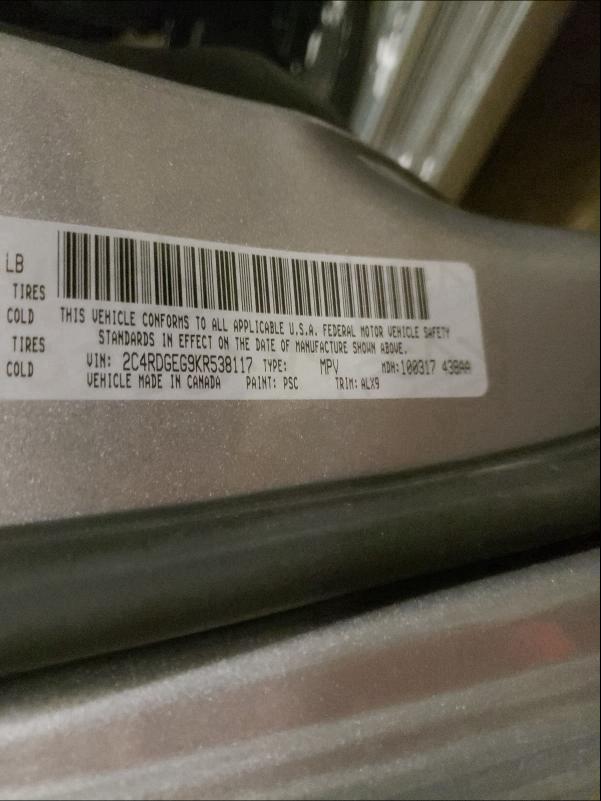 LB
TIRES
COLD THIS VEHICLE CONFORMS TO ALL APPLICABLE U.S.A. FEDERAL MOTOR VEHICLE SAFETY
TIRES STANDARDS IN EFFECT ON THE DATE OF MANUFACTURE SHOWN ABOVE.
COLD VIN: 2C4RDGEG9KR538117 TYPE: MPV MDH:100317 438AA
VEHICLE MADE IN CANADA PAINT: PSC TRIM: ALX9